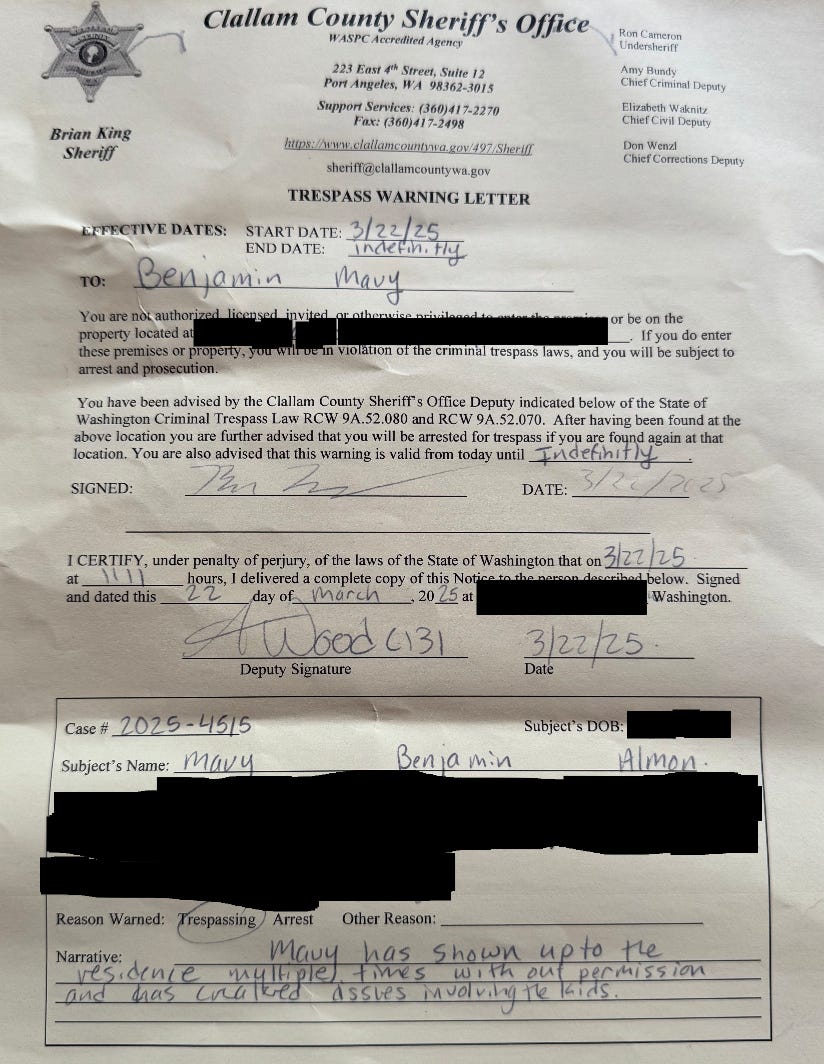 Clallam County Sheriff's Office
WASPC Accredited Agency
223 East 4th Street, Suite 12
Port Angeles, WA 98362-3015
Support Services: (360)417-2270
Fax: (360)417-2498
https://www.clallamcountywa.gov/497/Sheriff
sheriff@clallamcountywa.gov
Brian King
Sheriff
Ron Cameron
Undersheriff
Amy Bundy
Chief Criminal Deputy
Elizabeth Waknitz
Chief Civil Deputy
Don Wenzl
Chief Corrections Deputy
TRESPASS WARNING LETTER
EFFECTIVE DATES: START DATE: 3/22/25
END DATE: indefinitly
TO: Benjamin Mavy
You are not authorized, licensed, invited, or otherwise privileged to enter the premises or be on the
property located at . If you do enter
these premises or property, you will be in violation of the criminal trespass laws, and you will be subject to
arrest and prosecution.
You have been advised by the Clallam County Sheriff's Office Deputy indicated below of the State of
Washington Criminal Trespass Law RCW 9A.52.080 and RCW 9A.52.070. After having been found at the
above location you are further advised that you will be arrested for trespass if you are found again at that
location. You are also advised that this warning is valid from today until Indefinitly.
SIGNED: DATE: 3/22/2025
I CERTIFY, under penalty of perjury, of the laws of the State of Washington that on 3/22/25
at 1111 hours, I delivered a complete copy of this Notice to the person described below. Signed
and dated this 22 day of March, 2025 at Washington.
A Wood C131 3/22/25.
Deputy Signature Date
Case # 2025-4515 Subject's DOB:
Subject's Name: Mavy Benjamin Almon.
Reason Warned: Trespassing Arrest Other Reason:
Narrative: Mavy has shown up to the
residence multiple times with out permission
and has issues involving the kids.